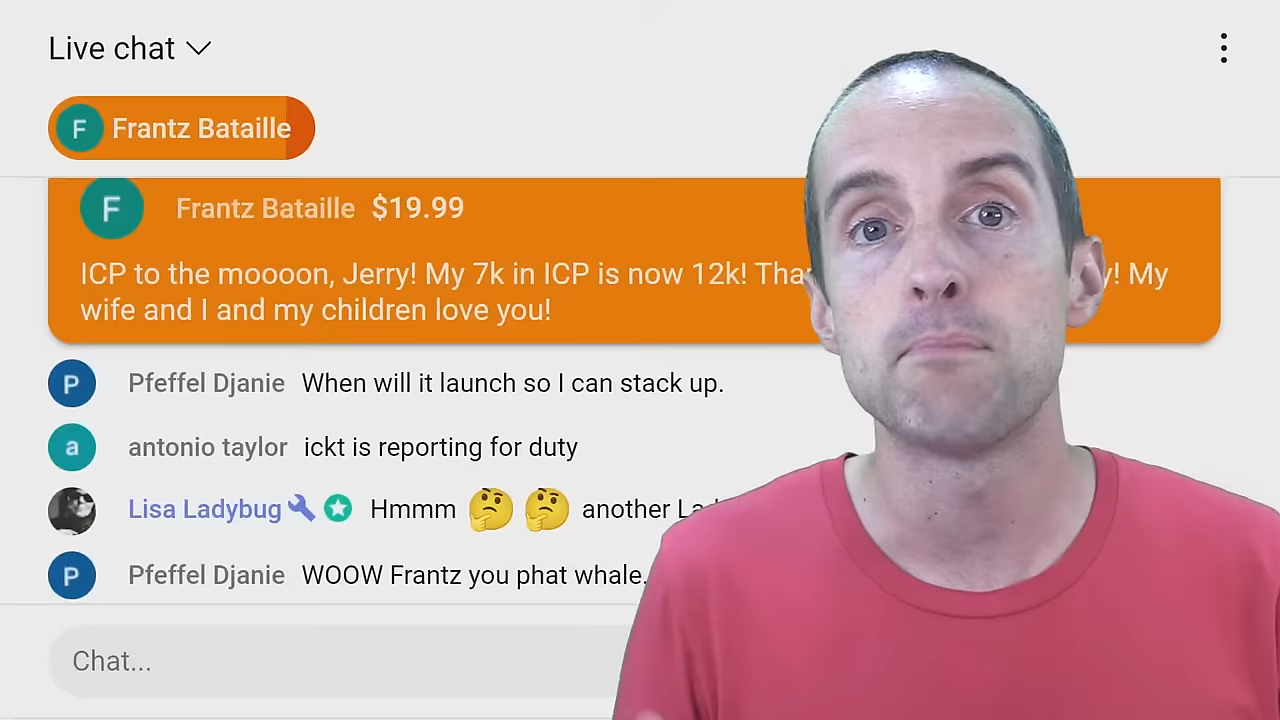 Live chat
F Frantz Bataille
F Frantz Bataille $19.99
ICP to the moooon, Jerry! My 7k in ICP is now 12k! My
wife and I and my children love you!
P Pfeffel Djanie When will it launch so I can stack up.
a antonio taylor ickt is reporting for duty
Lisa Ladybug Hmmm 🤔 🤔 another
P Pfeffel Djanie WOOW Frantz you phat whale.
Chat...